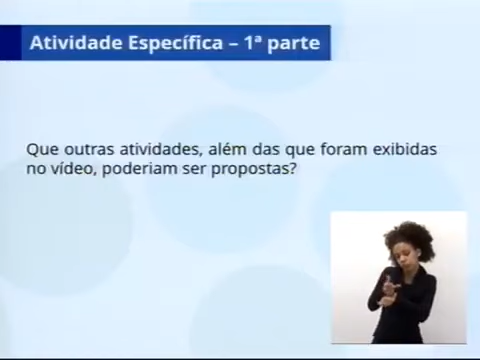 Atividade Específica – 1ª parte
Que outras atividades, além das que foram exibidas
no vídeo, poderiam ser propostas?